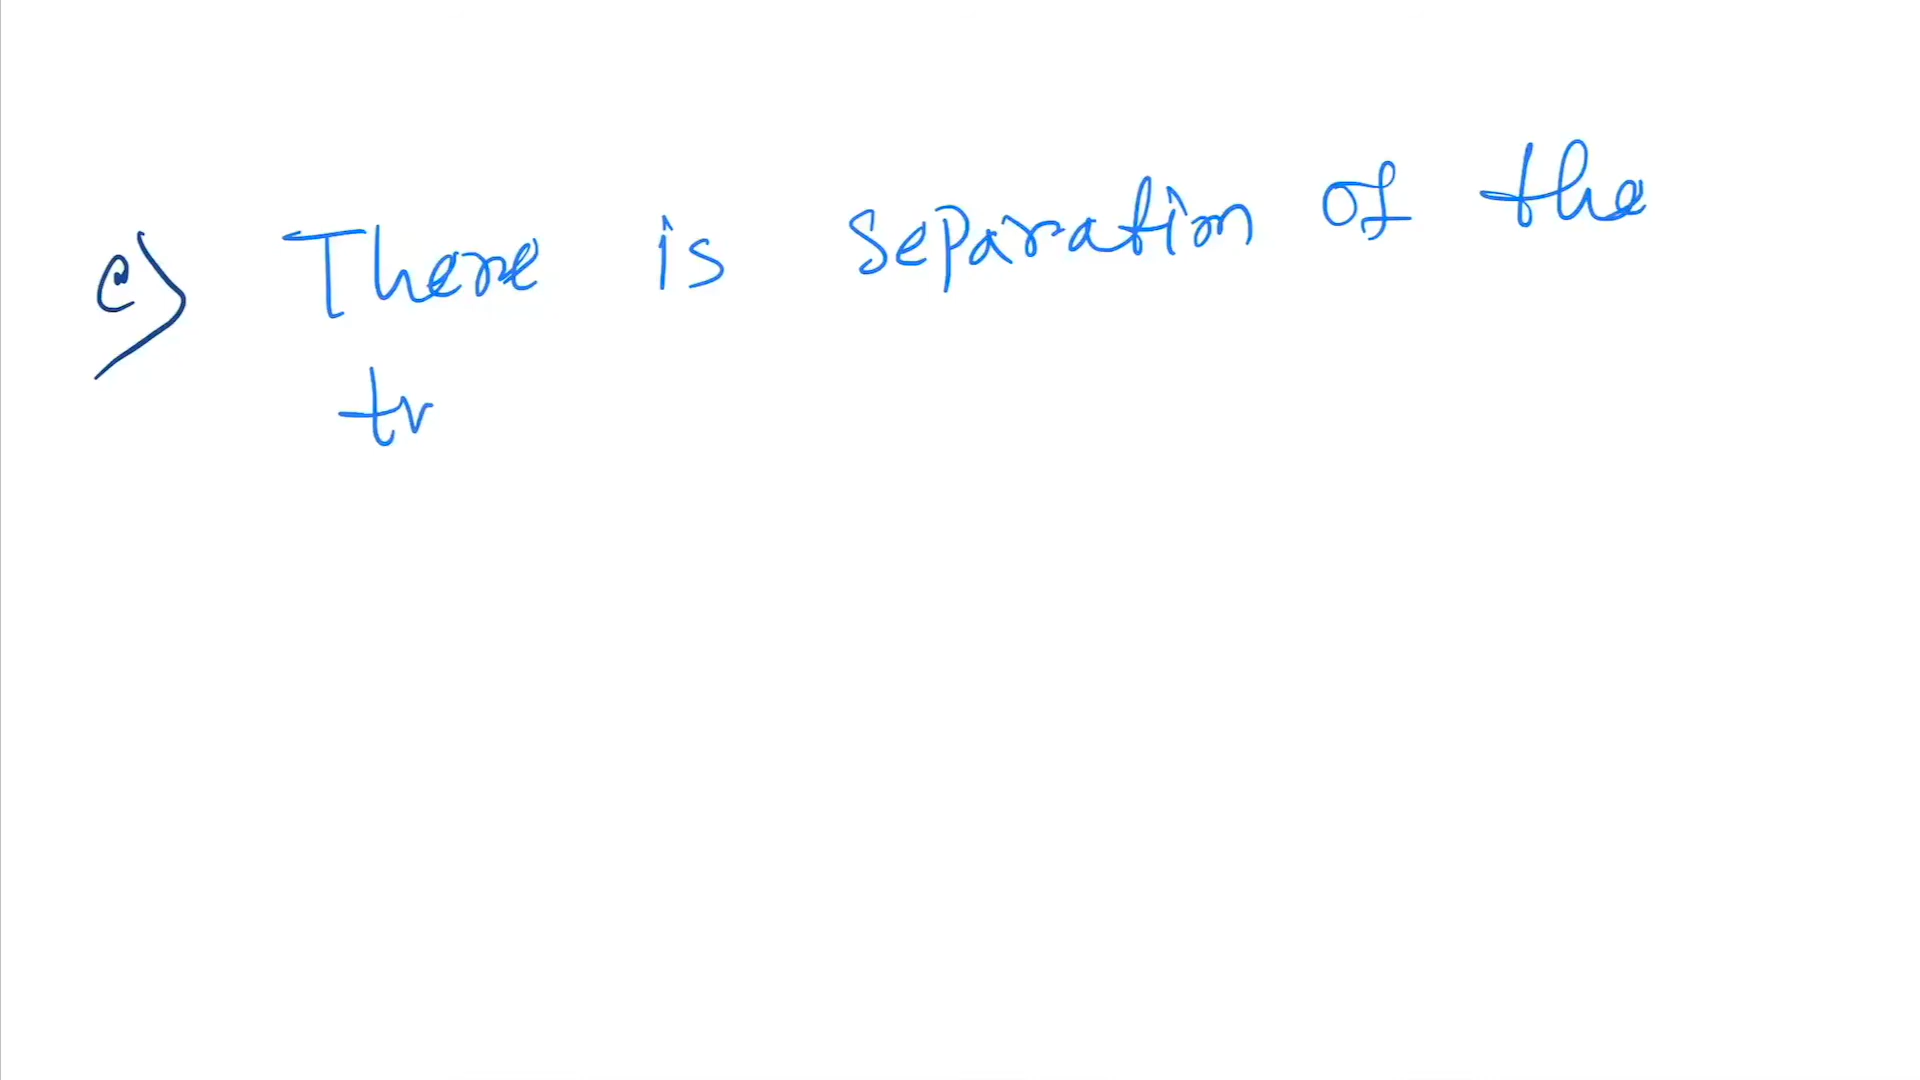 c) There is separation of the
tr